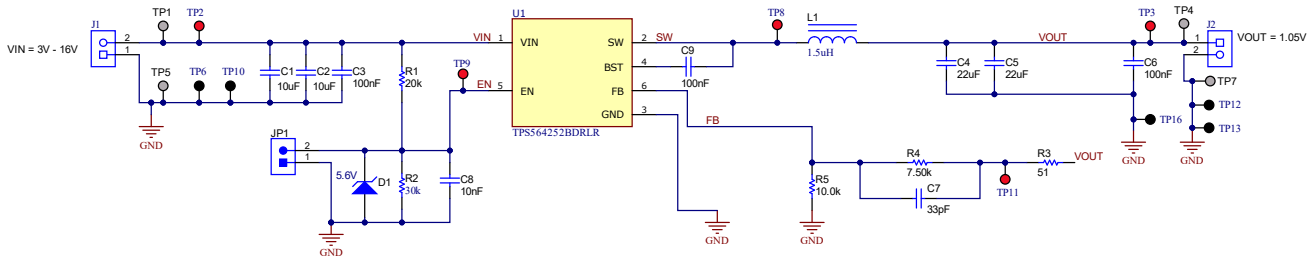 J1
VIN = 3V - 16V
2
1
TP1
TP2
TP5
TP6
TP10
GND
C1
10uF
C2
10uF
C3
100nF
R1
20k
VIN
EN
TP9
JP1
2
1
5.6V
D1
R2
30k
C8
10nF
GND
U1
1
VIN
5
EN
SW
2
BST
4
FB
6
GND
3
TPS564252BDRLR
SW
C9
100nF
TP8
L1
1.5uH
FB
GND
R5
10.0k
GND
R4
7.50k
C7
33pF
TP11
R3
51
VOUT
C4
22uF
C5
22uF
VOUT
C6
100nF
TP3
TP4
J2
1
2
VOUT = 1.05V
TP7
TP12
TP13
TP16
GND
GND